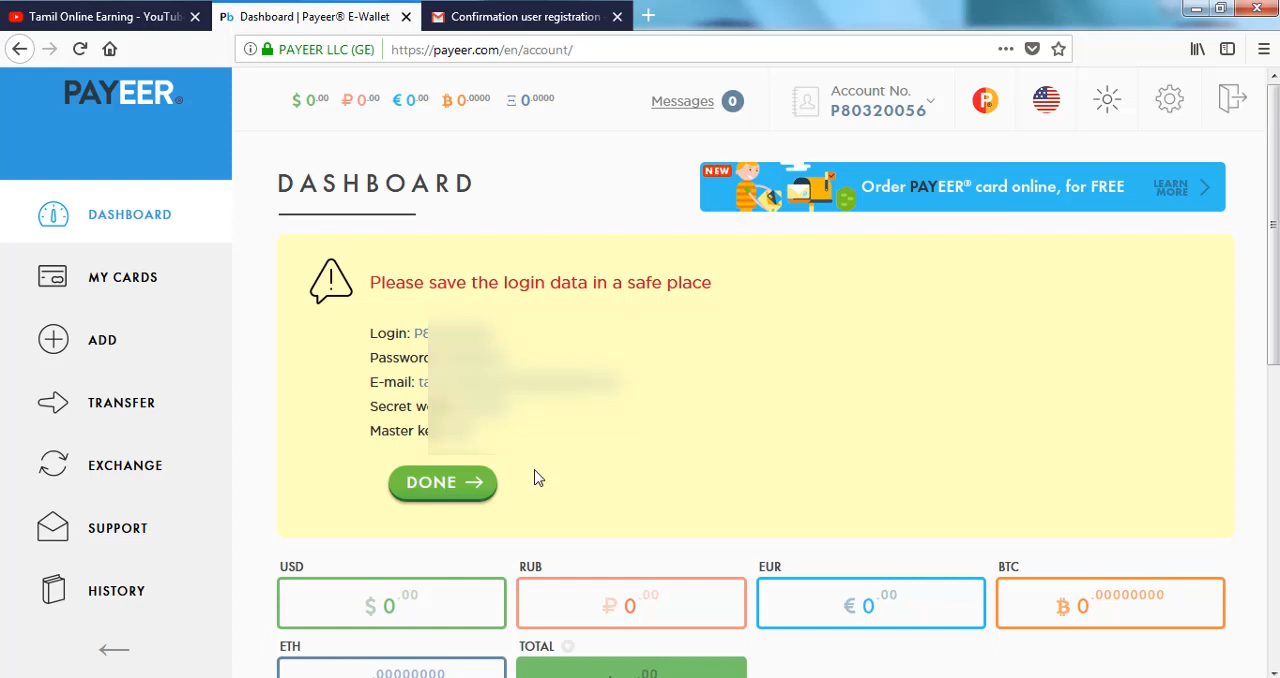 Tamil Online Earning - YouTub
Pb Dashboard | Payeer® E-Wallet
Confirmation user registration -
PAYEER LLC (GE)
https://payeer.com/en/account/
PAYEER®
$ 0.00 ₽ 0.00 € 0.00 ₿ 0.0000 Ξ 0.0000
Messages 0
Account No.
P80320056
DASHBOARD
NEW
Order PAYEER® card online, for FREE
LEARN
MORE
DASHBOARD
MY CARDS
ADD
TRANSFER
EXCHANGE
SUPPORT
HISTORY
Please save the login data in a safe place
Login: P8
Password
E-mail: ta
Secret w
Master ke
DONE
USD
$ 0.00
RUB
₽ 0.00
EUR
€ 0.00
BTC
₿ 0.00000000
ETH
.00000000
TOTAL
.00